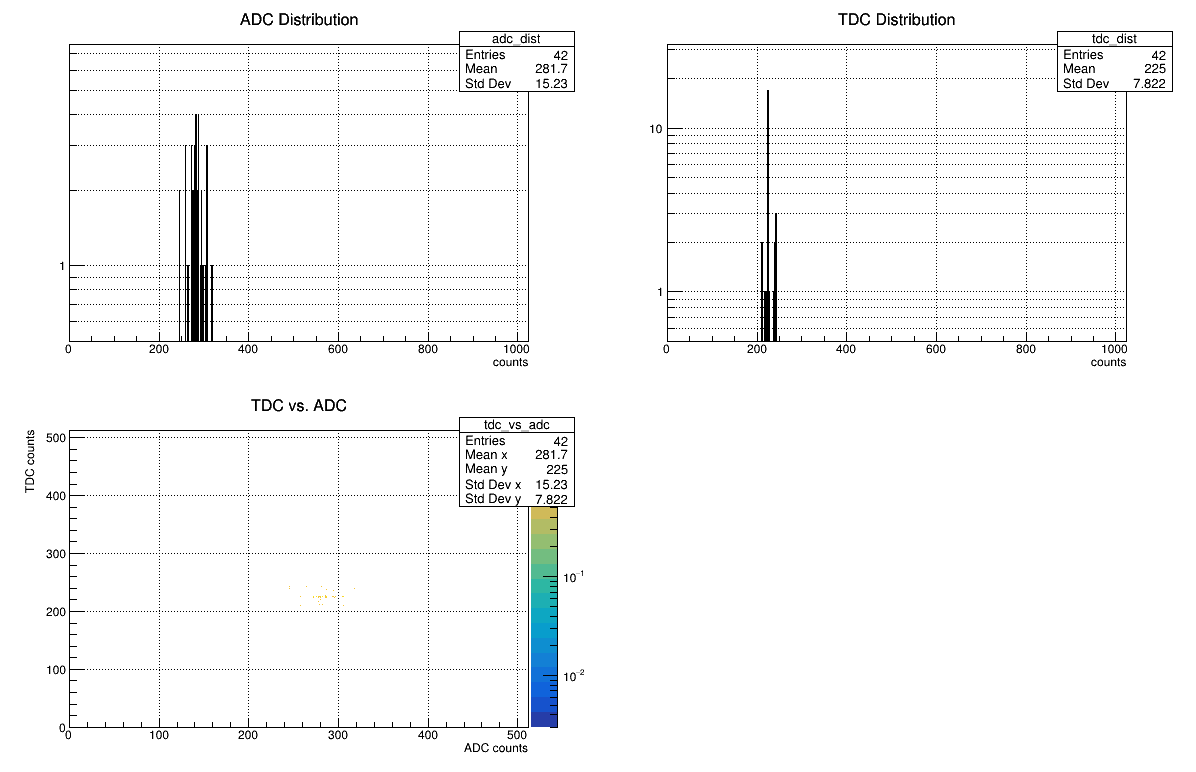 ADC Distribution
adc_dist
Entries 42
Mean 281.7
Std Dev 15.23
1
0 200 400 600 800 1000
counts
TDC Distribution
tdc_dist
Entries 42
Mean 225
Std Dev 7.822
10
1
0 200 400 600 800 1000
counts
TDC vs. ADC
tdc_vs_adc
Entries 42
Mean x 281.7
Mean y 225
Std Dev x 15.23
Std Dev y 7.822
TDC counts
500
400
300
200
100
0
0 100 200 300 400 500
ADC counts
10⁻¹
10⁻²